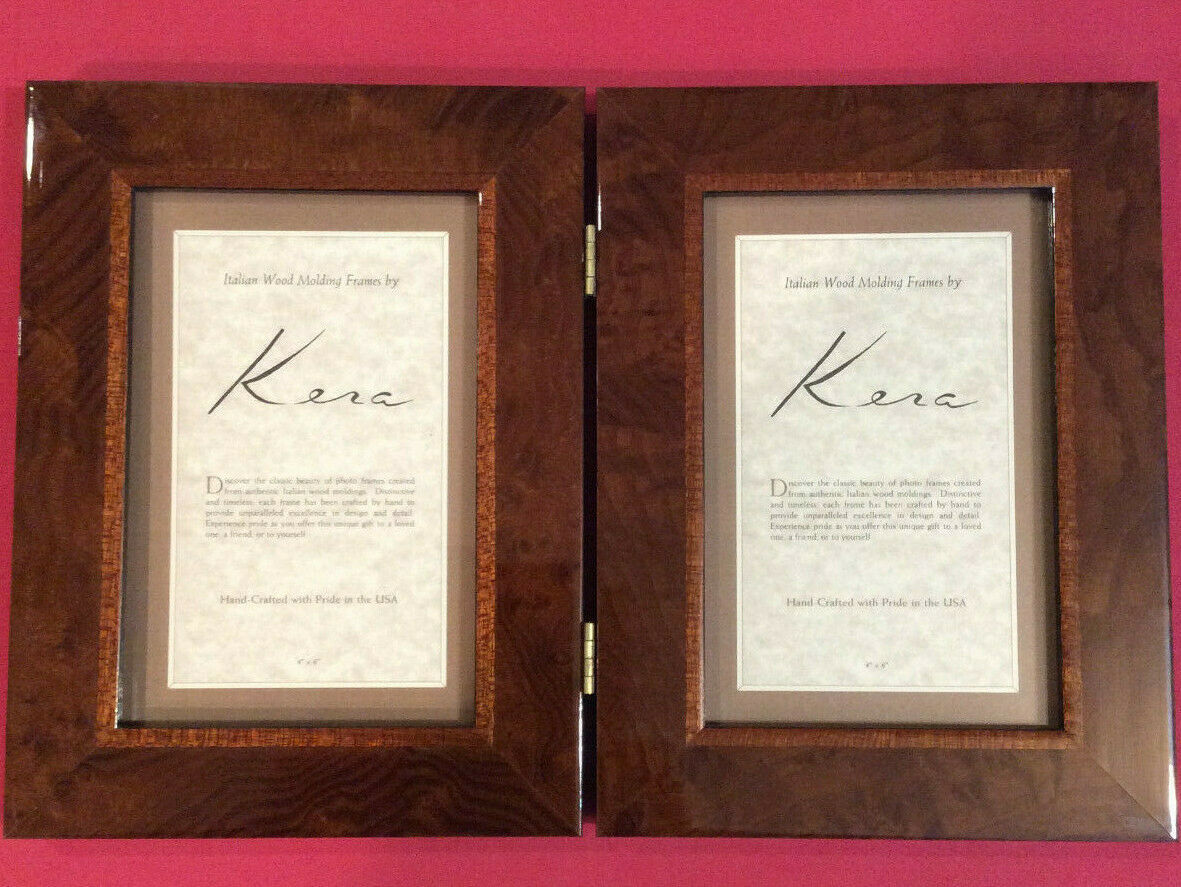 Italian Wood Molding Frames by
Kera
Discover the classic beauty of photo frames created
from authentic Italian wood moldings. Distinctive
and timeless, each frame has been crafted by hand to
provide unparalleled excellence in design and detail.
Experience pride as you offer this unique gift to a loved
one, a friend, or to yourself
Hand-Crafted with Pride in the USA
4" x 6"
Italian Wood Molding Frames by
Kera
Discover the classic beauty of photo frames created
from authentic Italian wood moldings. Distinctive
and timeless, each frame has been crafted by hand to
provide unparalleled excellence in design and detail.
Experience pride as you offer this unique gift to a loved
one, a friend, or to yourself
Hand-Crafted with Pride in the USA
4" x 6"